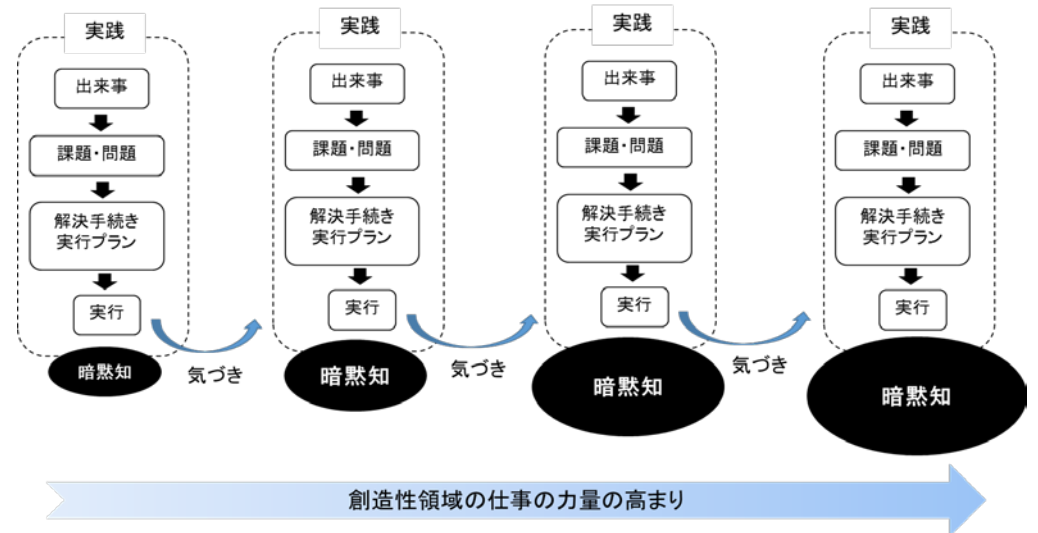 実践
出来事
課題・問題
解決手続き
実行プラン
実行
暗黙知
気づき
実践
出来事
課題・問題
解決手続き
実行プラン
実行
暗黙知
気づき
実践
出来事
課題・問題
解決手続き
実行プラン
実行
暗黙知
気づき
実践
出来事
課題・問題
解決手続き
実行プラン
実行
暗黙知
創造性領域の仕事の力量の高まり